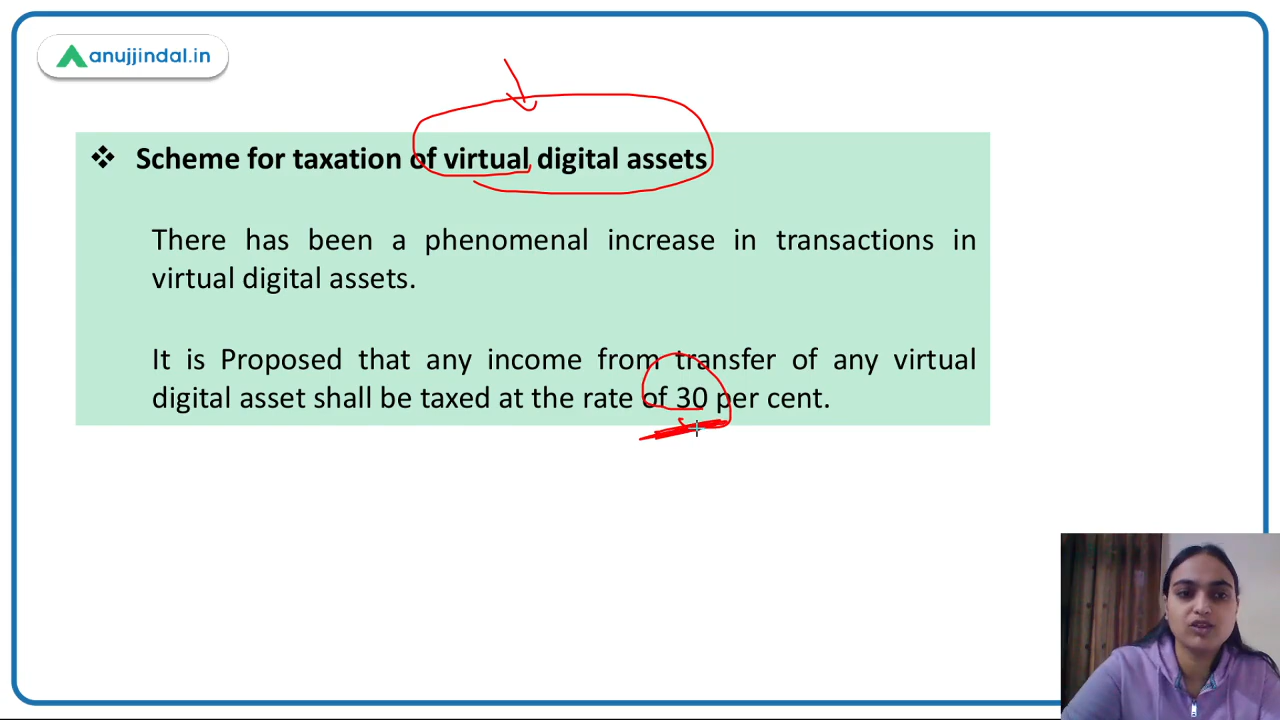 anujjindal.in
❖ Scheme for taxation of virtual digital assets
There has been a phenomenal increase in transactions in
virtual digital assets.
It is Proposed that any income from transfer of any virtual
digital asset shall be taxed at the rate of 30 per cent.